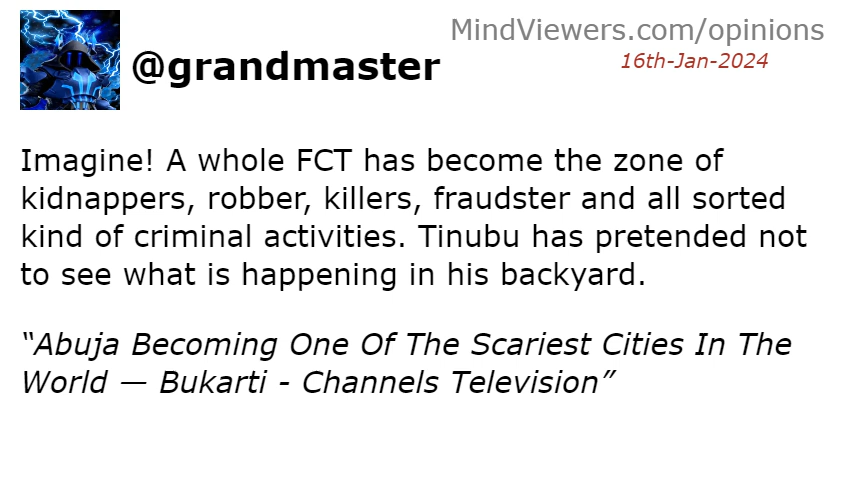 MindViewers.com/opinions
@grandmaster
16th-Jan-2024
Imagine! A whole FCT has become the zone of
kidnappers, robber, killers, fraudster and all sorted
kind of criminal activities. Tinubu has pretended not
to see what is happening in his backyard.
“Abuja Becoming One Of The Scariest Cities In The
World — Bukarti - Channels Television”